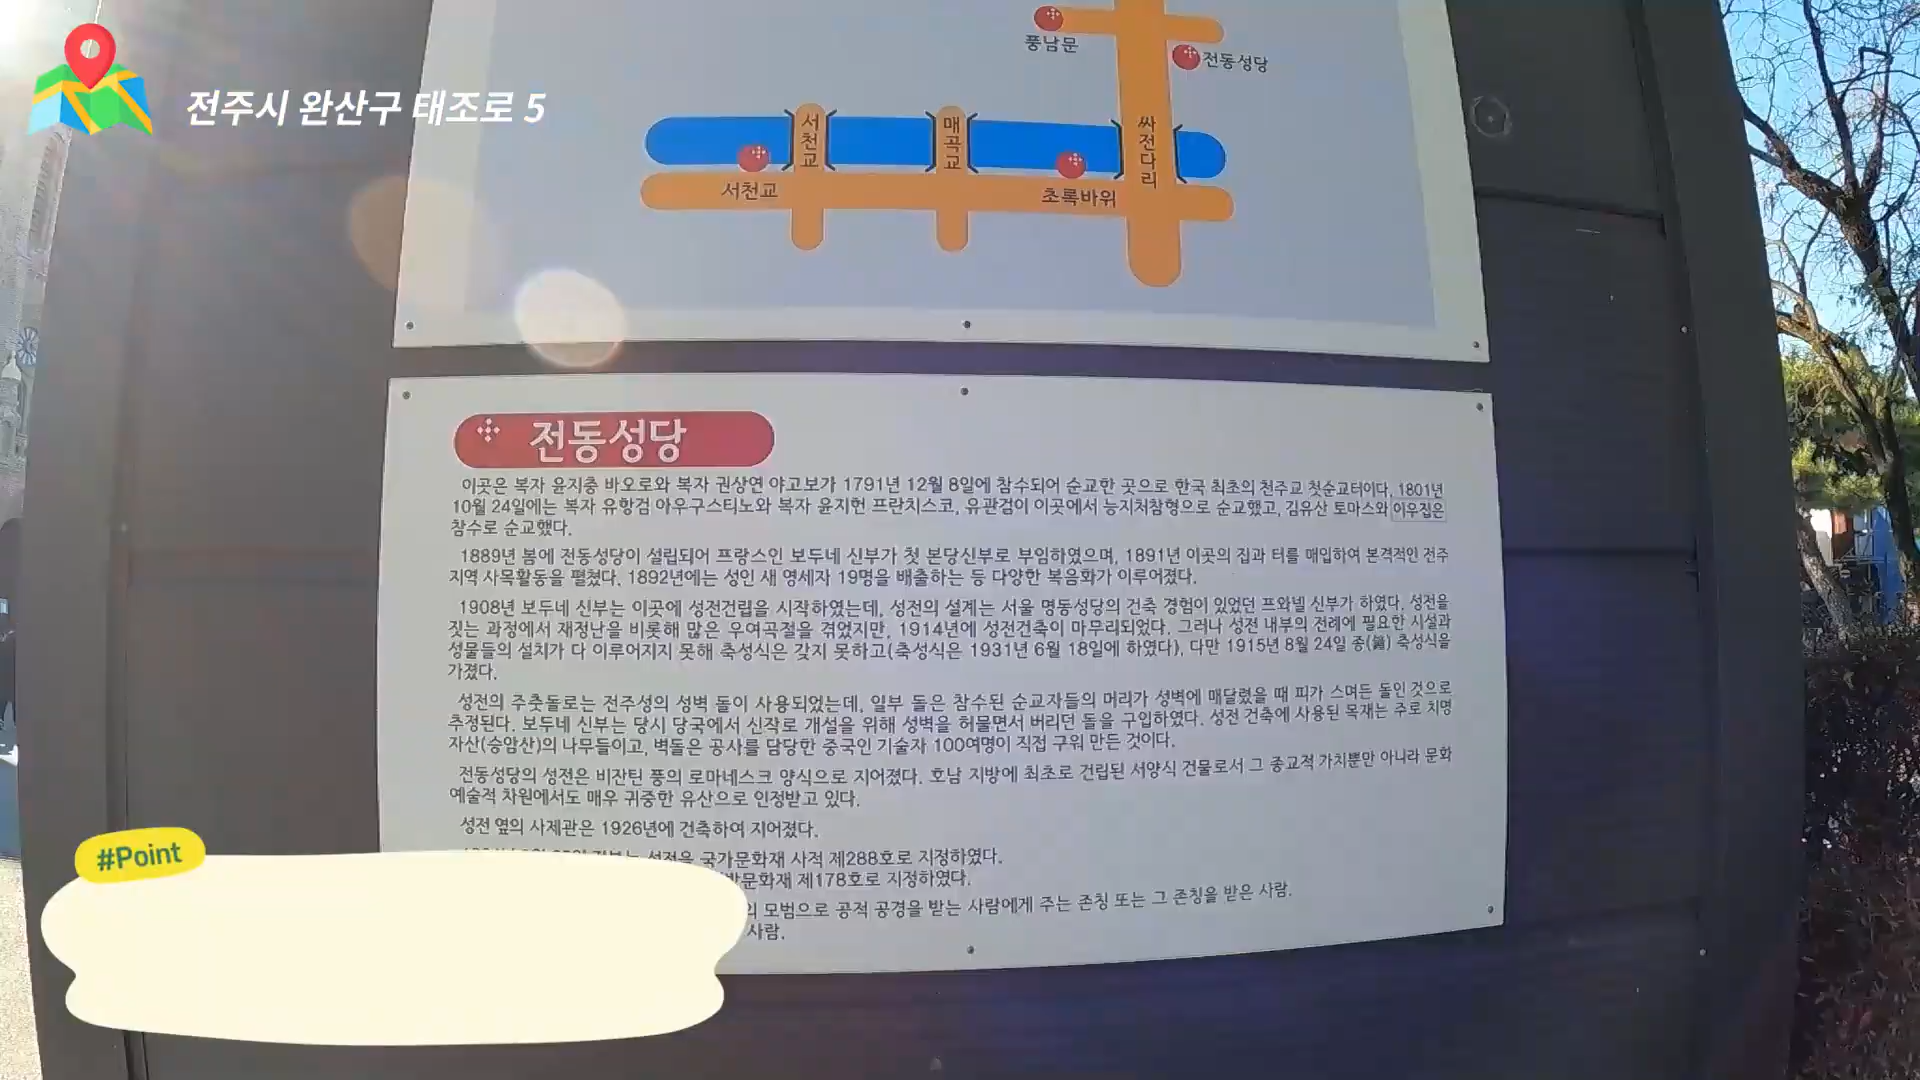 전주시 완산구 태조로 5
풍남문
전동성당
서천교
매곡교
싸전다리
서천교
초록바위
전동성당
이곳은 복자 윤지충 바오로와 복자 권상연 야고보가 1791년 12월 8일에 참수되어 순교한 곳으로 한국 최초의 천주교 첫순교터이다. 1801년
10월 24일에는 복자 유항검 아우구스티노와 복자 윤지헌 프란치스코, 유관검이 이곳에서 능지처참형으로 순교했고, 김유산 토마스와 이우집은
참수로 순교했다.
1889년 봄에 전동성당이 설립되어 프랑스인 보두네 신부가 첫 본당신부로 부임하였으며, 1891년 이곳의 집과 터를 매입하여 본격적인 전주
지역 사목활동을 펼쳤다. 1892년에는 성인 새 영세자 19명을 배출하는 등 다양한 복음화가 이루어졌다.
1908년 보두네 신부는 이곳에 성전건립을 시작하였는데, 성전의 설계는 서울 명동성당의 건축 경험이 있었던 프와넬 신부가 하였다. 성전을
짓는 과정에서 재정난을 비롯해 많은 우여곡절을 겪었지만, 1914년에 성전건축이 마무리되었다. 그러나 성전 내부의 전례에 필요한 시설과
성물들의 설치가 다 이루어지지 못해 축성식은 갖지 못하고(축성식은 1931년 6월 18일에 하였다), 다만 1915년 8월 24일 종(鐘) 축성식을
가졌다.
성전의 주춧돌로는 전주성의 성벽 돌이 사용되었는데, 일부 돌은 참수된 순교자들의 머리가 성벽에 매달렸을 때 피가 스며든 돌인 것으로
추정된다. 보두네 신부는 당시 당국에서 신작로 개설을 위해 성벽을 허물면서 버리던 돌을 구입하였다. 성전 건축에 사용된 목재는 주로 치명
자산(승암산)의 나무들이고, 벽돌은 공사를 담당한 중국인 기술자 100여명이 직접 구워 만든 것이다.
전동성당의 성전은 비잔틴 풍의 로마네스크 양식으로 지어졌다. 호남 지방에 최초로 건립된 서양식 건물로서 그 종교적 가치뿐만 아니라 문화
예술적 차원에서도 매우 귀중한 유산으로 인정받고 있다.
성전 옆의 사제관은 1926년에 건축하여 지어졌다.
성전을 국가문화재 사적 제288호로 지정하였다.
제178호로 지정하였다.
모범으로 공적 공경을 받는 사람에게 주는 존칭 또는 그 존칭을 받은 사람.
사람.
#Point